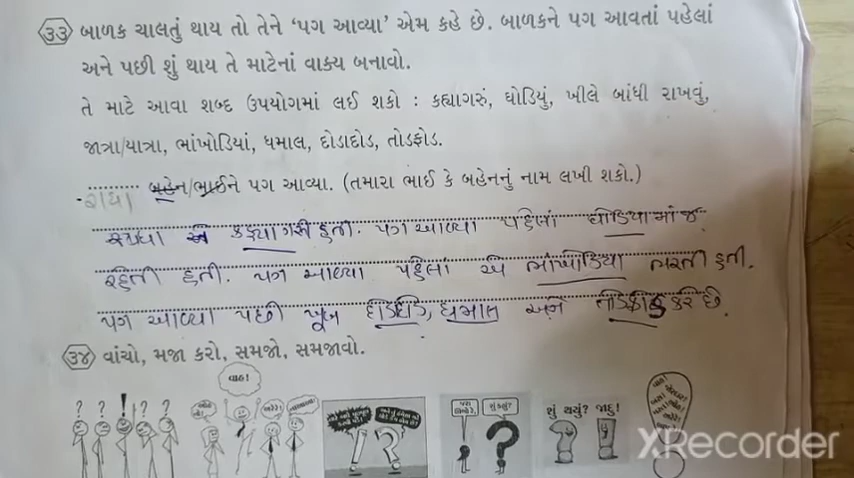 ૩૩ બાળક ચાલતું થાય તો તેને 'પગ આવ્યા' એમ કહે છે. બાળકને પગ આવતાં પહેલાં
અને પછી શું થાય તે માટેનાં વાક્ય બનાવો.
તે માટે આવા શબ્દ ઉપયોગમાં લઈ શકો : કહ્યાગરું, ઘોડિયું, ખીલે બાંધી રાખવું,
જાત્રા/યાત્રા, ભાંખોડિયાં, ધમાલ, દોડાદોડ, તોડફોડ.
રાધા બહેન/ભાઈને પગ આવ્યા. (તમારા ભાઈ કે બહેનનું નામ લખી શકો.)
કહ્યાગરી હતી. પગ આવ્યા પહેલાં ઘોડિયામાં જ
રહેતી હતી. પગ આવ્યા પહેલાં એ ભાંખોડિયા ભરતી હતી.
પગ આવ્યા પછી ખૂબ દોડાદોડ, ધમાલ અને તોડફોડ કરે છે.
૩૪ વાંચો, મજા કરો, સમજો, સમજાવો.
? ? ! ? ?
વાહ!
શું થયું? જાદુ!
XRecorder